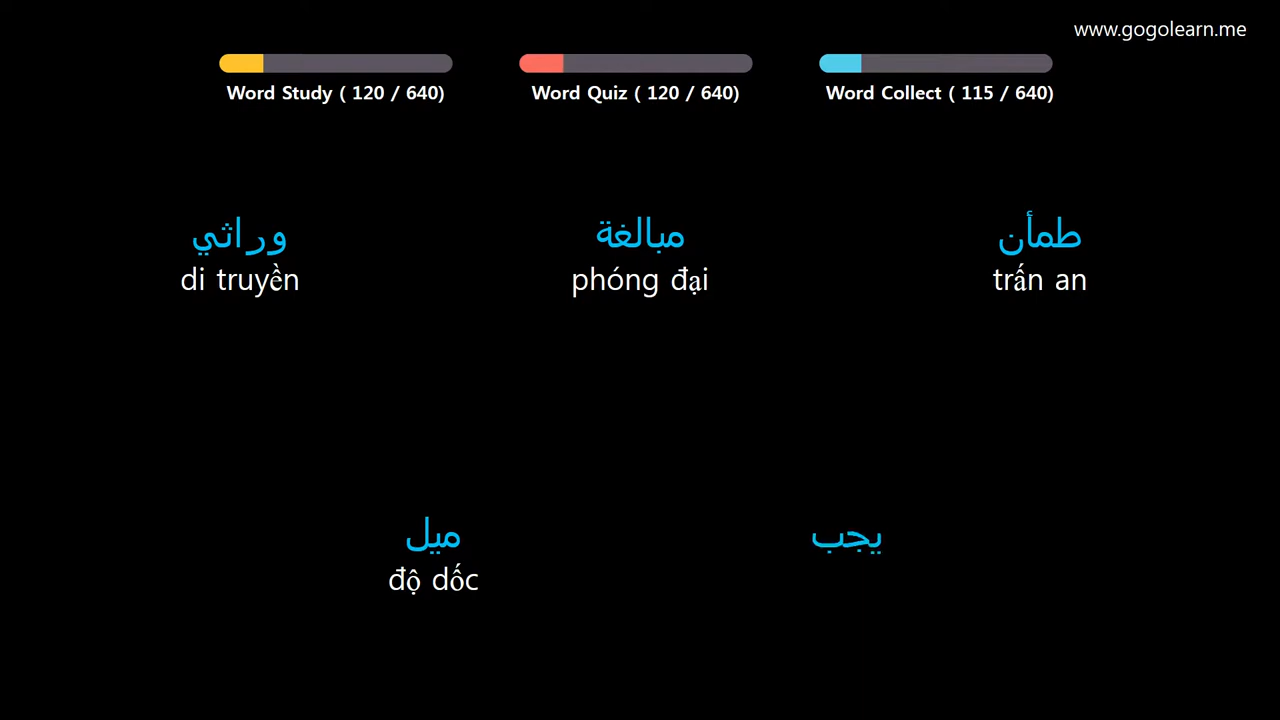 www.gogolearn.me
Word Study ( 120 / 640)
Word Quiz ( 120 / 640)
Word Collect ( 115 / 640)
وراثي
di truyền
مبالغة
phóng đại
طمأن
trấn an
ميل
độ dốc
يجب